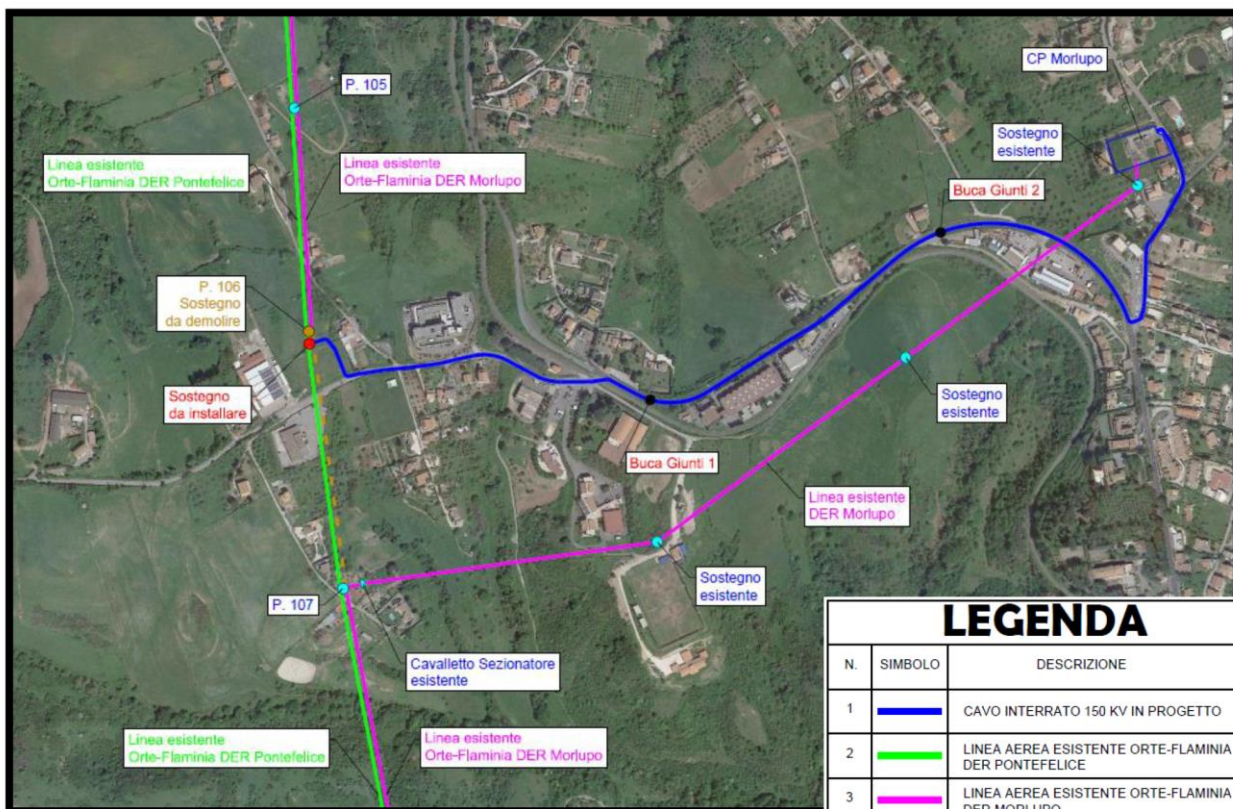 CP Morlupo
P. 105
Sostegno
esistente
Linea esistente
Orte-Flaminia DER Pontefelice
Linea esistente
Orte-Flaminia DER Morlupo
Buca Giunti 2
P. 106
Sostegno
da demolire
Sostegno
da installare
Sostegno
esistente
Buca Giunti 1
Linea esistente
DER Morlupo
Sostegno
esistente
P. 107
Cavalletto Sezionatore
esistente
Linea esistente
Orte-Flaminia DER Pontefelice
Linea esistente
Orte-Flaminia DER Morlupo
LEGENDA
N. SIMBOLO DESCRIZIONE
1 CAVO INTERRATO 150 KV IN PROGETTO
2 LINEA AEREA ESISTENTE ORTE-FLAMINIA
DER PONTEFELICE
3 LINEA AEREA ESISTENTE ORTE-FLAMINIA
DER MORLUPO